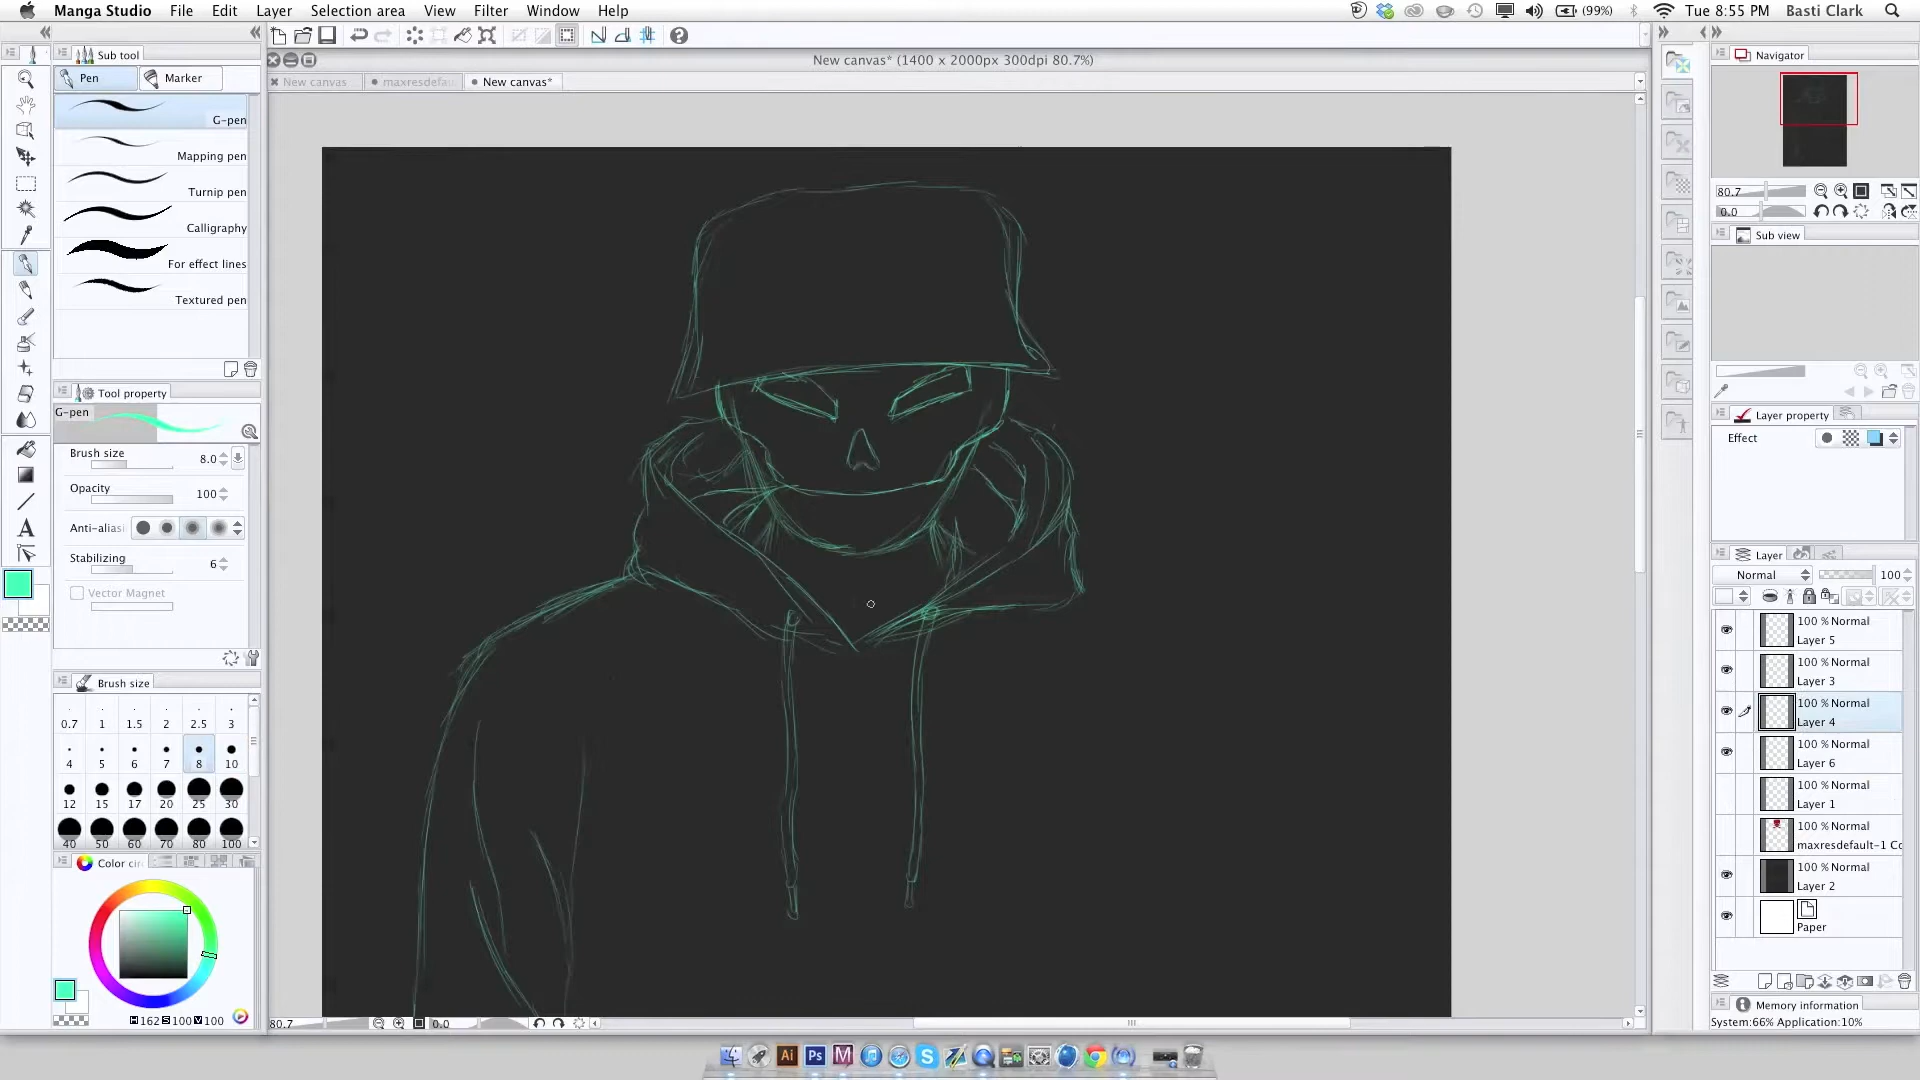 Manga Studio File Edit Layer Selection area View Filter Window Help (99%) Tue 8:55 PM Basti Clark
New canvas* (1400 x 2000px 300dpi 80.7%)
New canvas maxresdefau New canvas*
Sub tool
Pen Marker
G-pen
Mapping pen
Turnip pen
Calligraphy
For effect lines
Textured pen
Tool property
G-pen
Brush size 8.0
Opacity 100
Anti-aliasi
Stabilizing 6
Vector Magnet
Brush size
0.7 1 1.5 2 2.5 3
4 5 6 7 8 10
12 15 17 20 25 30
40 50 60 70 80 100
Color cir
H162 S100 V100
80.7 0.0
Navigator
80.7
0.0
Sub view
Layer property
Effect
Layer
Normal 100
100 % Normal
Layer 5
100 % Normal
Layer 3
100 % Normal
Layer 4
100 % Normal
Layer 6
100 % Normal
Layer 1
100 % Normal
maxresdefault-1 Co
100 % Normal
Layer 2
Paper
Memory information
System:66% Application:10%
Ai Ps M S